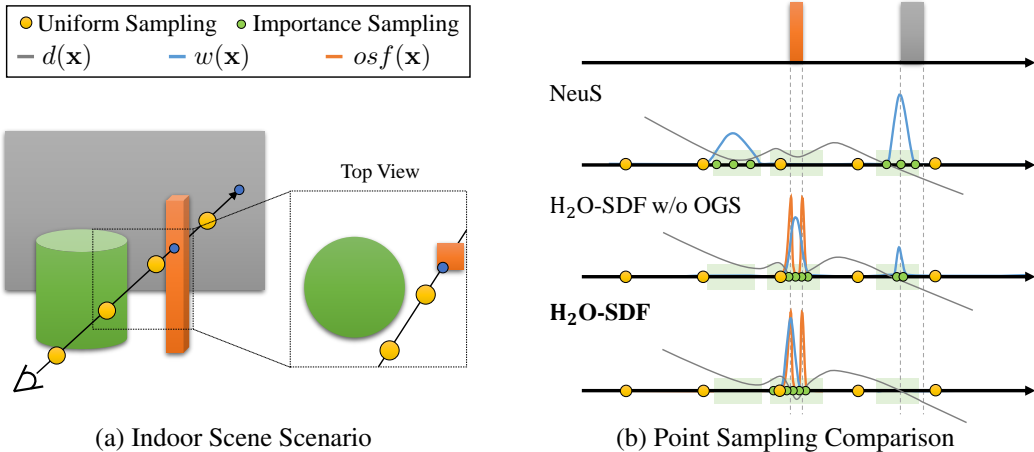 Uniform Sampling Importance Sampling
d(x) w(x) osf(x)
Top View
(a) Indoor Scene Scenario
NeuS
H₂O-SDF w/o OGS
H₂O-SDF
(b) Point Sampling Comparison